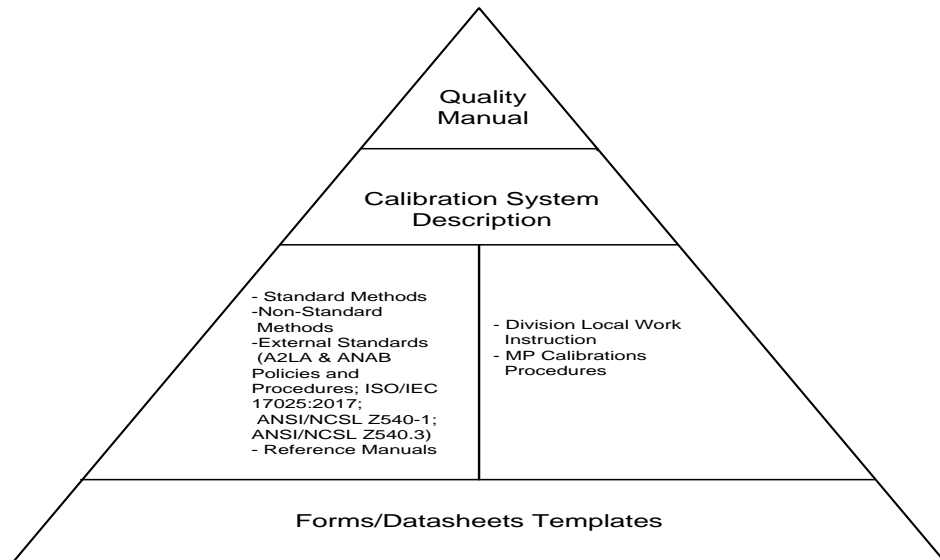 Quality
Manual
Calibration System
Description
- Standard Methods
-Non-Standard
Methods
-External Standards
(A2LA & ANAB
Policies and
Procedures; ISO/IEC
17025:2017;
ANSI/NCSL Z540-1;
ANSI/NCSL Z540.3)
- Reference Manuals
- Division Local Work
Instruction
- MP Calibrations
Procedures
Forms/Datasheets Templates